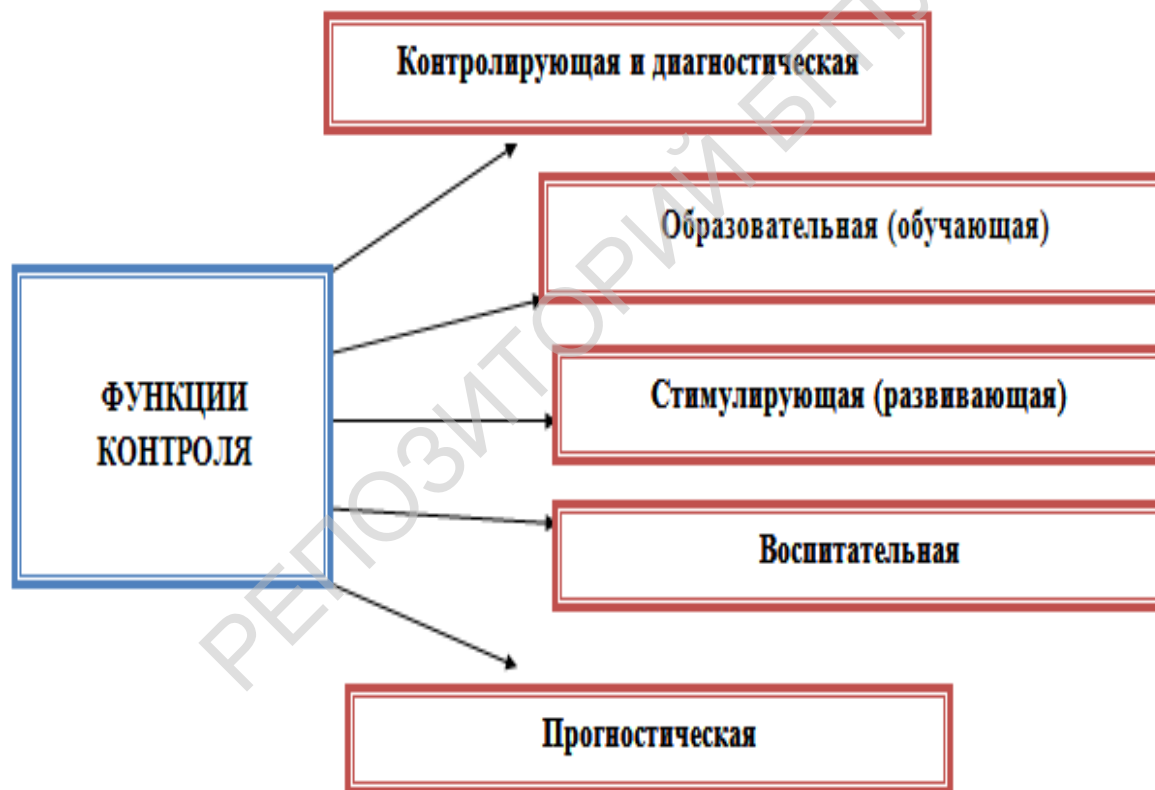 Контролирующая и диагностическая
Образовательная (обучающая)
Стимулирующая (развивающая)
ФУНКЦИИ
КОНТРОЛЯ
Воспитательная
Прогностическая
РЕПОЗИТОРИЙ БГПУ